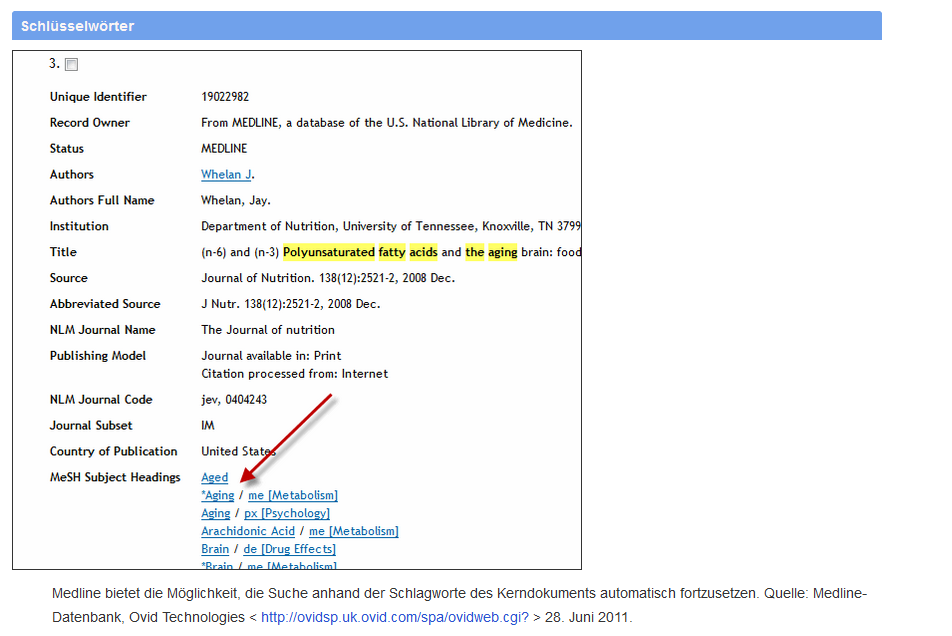 Schlüsselwörter
3.
Unique Identifier 19022982
Record Owner From MEDLINE, a database of the U.S. National Library of Medicine.
Status MEDLINE
Authors Whelan J.
Authors Full Name Whelan, Jay.
Institution Department of Nutrition, University of Tennessee, Knoxville, TN 3799
Title (n-6) and (n-3) Polyunsaturated fatty acids and the aging brain: food
Source Journal of Nutrition. 138(12):2521-2, 2008 Dec.
Abbreviated Source J Nutr. 138(12):2521-2, 2008 Dec.
NLM Journal Name The Journal of nutrition
Publishing Model Journal available in: Print
Citation processed from: Internet
NLM Journal Code jev, 0404243
Journal Subset IM
Country of Publication United States
MeSH Subject Headings Aged
*Aging / me [Metabolism]
Aging / px [Psychology]
Arachidonic Acid / me [Metabolism]
Brain / de [Drug Effects]
*Brain / me [Metabolism]
Medline bietet die Möglichkeit, die Suche anhand der Schlagworte des Kerndokuments automatisch fortzusetzen. Quelle: Medline-
Datenbank, Ovid Technologies < http://ovidsp.uk.ovid.com/spa/ovidweb.cgi? > 28. Juni 2011.